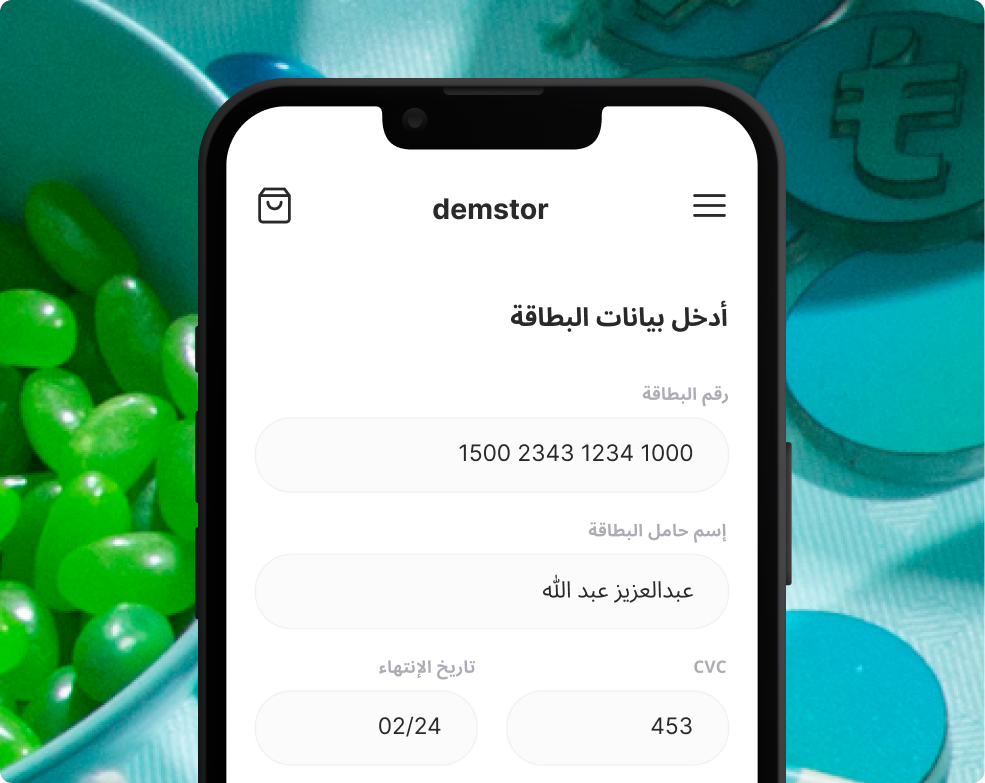 demstor
أدخل بيانات البطاقة
رقم البطاقة
1500 2343 1234 1000
إسم حامل البطاقة
عبدالعزيز عبد الله
CVC
تاريخ الإنتهاء
453
02/24